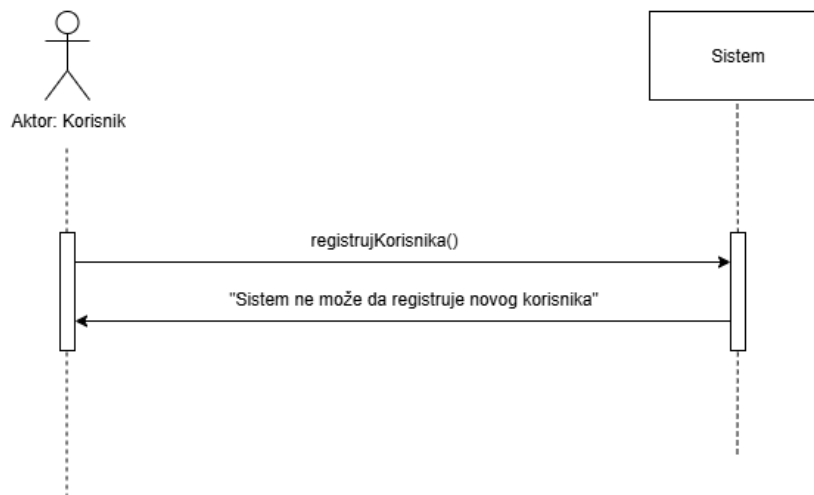 Sistem
Aktor: Korisnik
registrujKorisnika()
"Sistem ne može da registruje novog korisnika"